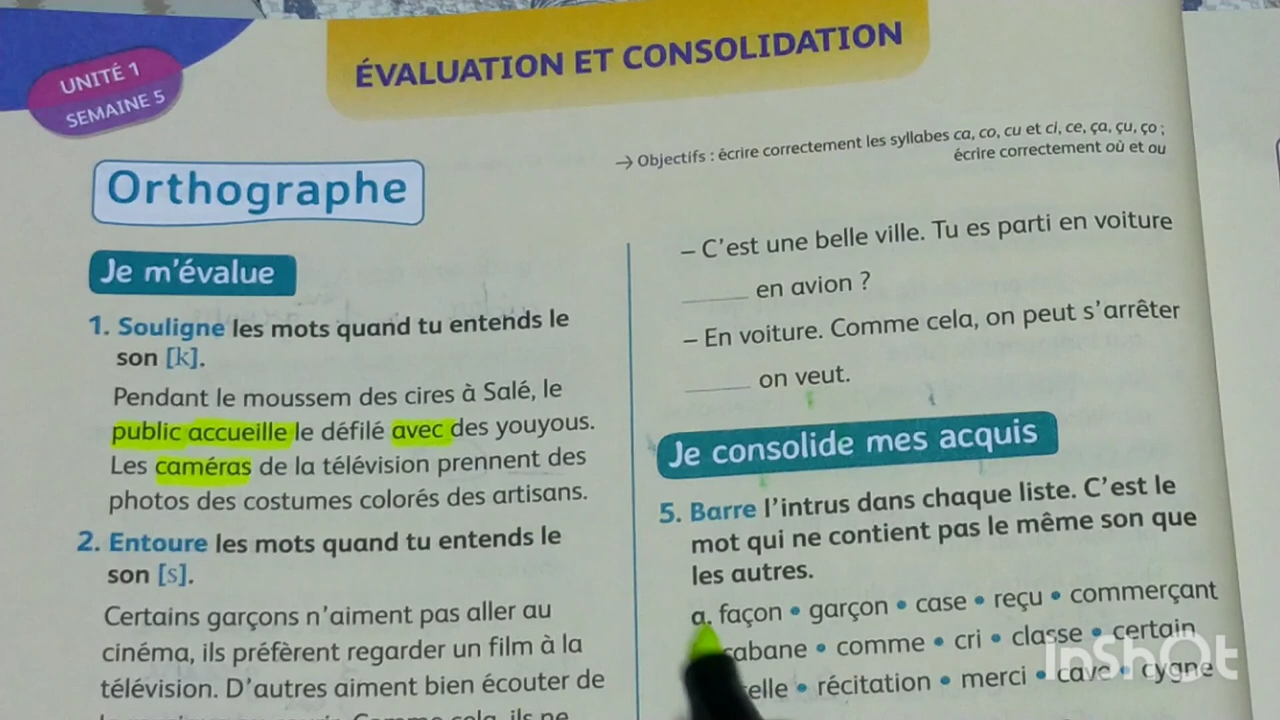 UNITÉ 1
SEMAINE 5
ÉVALUATION ET CONSOLIDATION
→ Objectifs : écrire correctement les syllabes ca, co, cu et ci, ce, ça, çu, ço ;
écrire correctement où et ou
Orthographe
Je m'évalue
1. Souligne les mots quand tu entends le
son [k].
Pendant le moussem des cires à Salé, le
public accueille le défilé avec des youyous.
Les caméras de la télévision prennent des
photos des costumes colorés des artisans.
2. Entoure les mots quand tu entends le
son [s].
Certains garçons n'aiment pas aller au
cinéma, ils préfèrent regarder un film à la
télévision. D'autres aiment bien écouter de
– C'est une belle ville. Tu es parti en voiture
_____ en avion ?
– En voiture. Comme cela, on peut s'arrêter
_____ on veut.
Je consolide mes acquis
5. Barre l'intrus dans chaque liste. C'est le
mot qui ne contient pas le même son que
les autres.
a. façon • garçon • case • reçu • commerçant
cabane • comme • cri • classe • certain
• récitation • merci • cave • cygne
InShOt